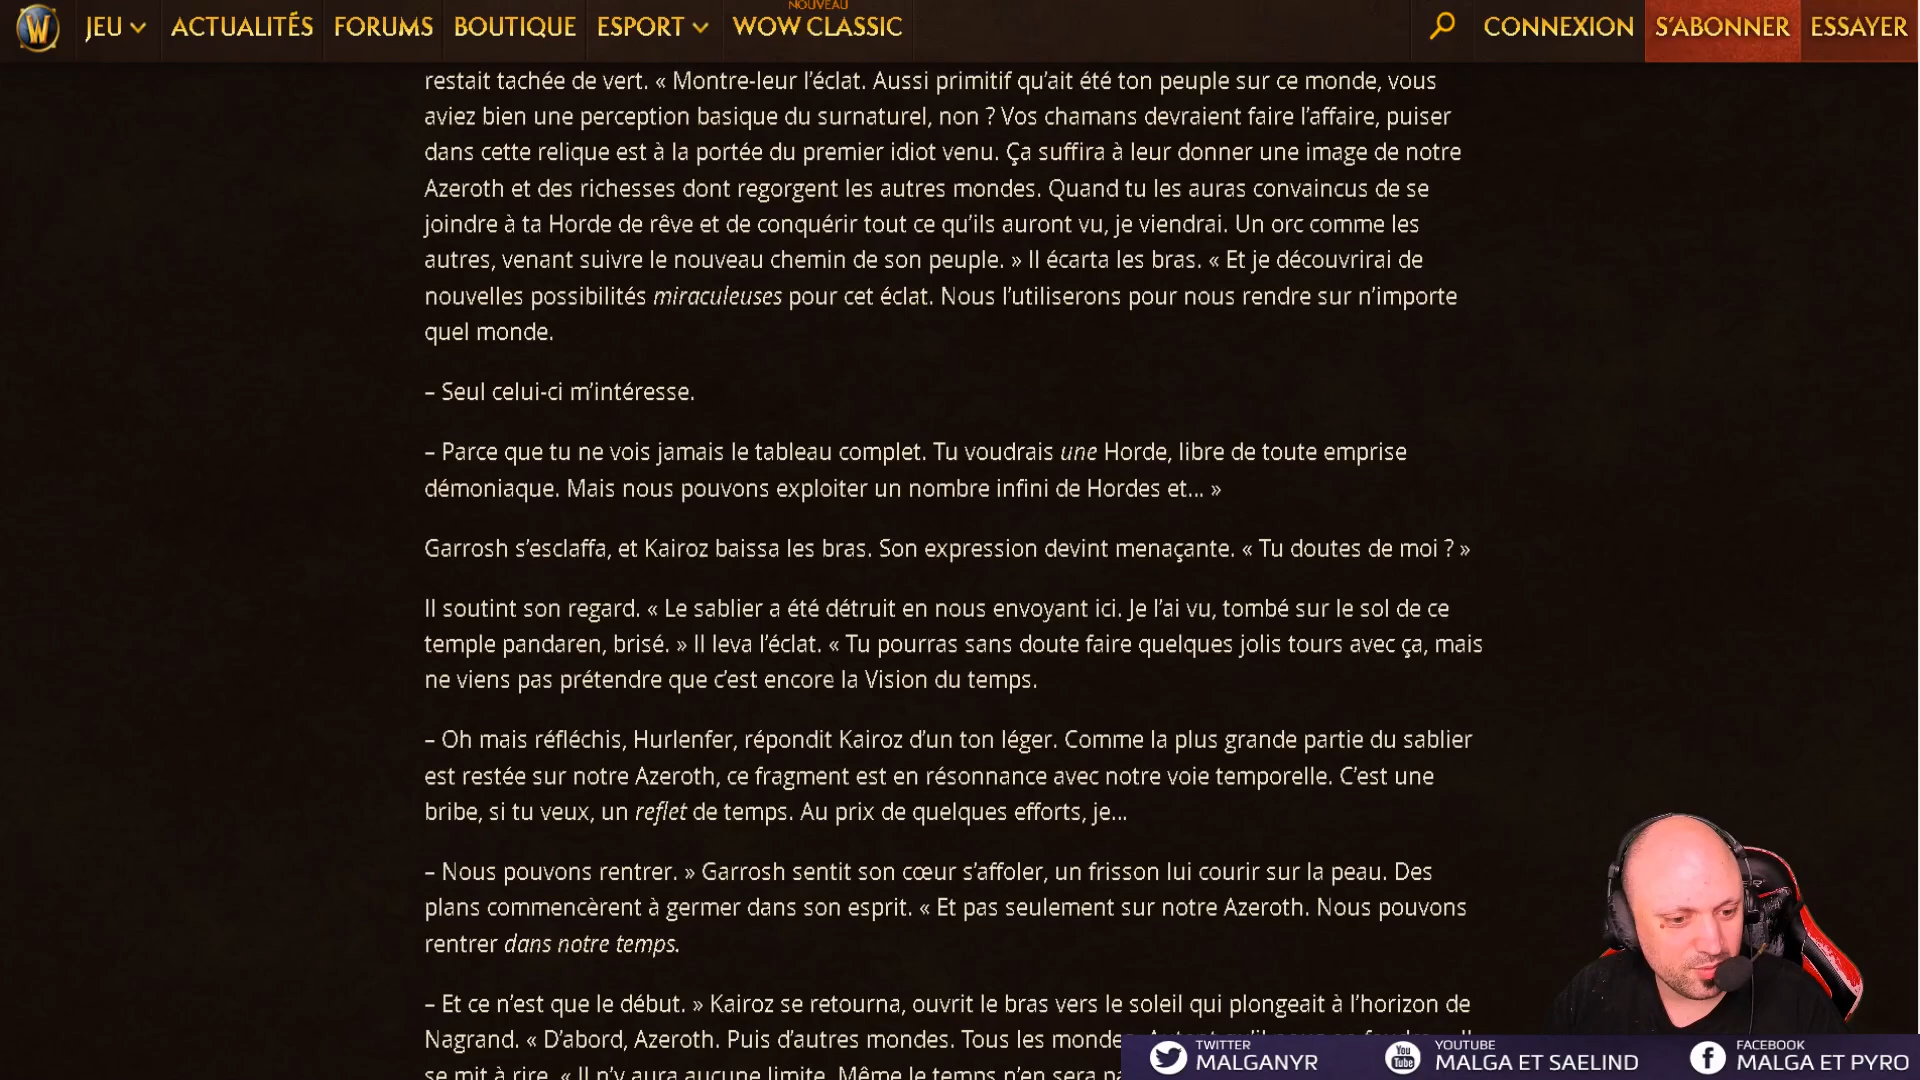 NOUVEAU
JEU ACTUALITÉS FORUMS BOUTIQUE ESPORT WOW CLASSIC CONNEXION S'ABONNER ESSAYER
restait tachée de vert. « Montre-leur l'éclat. Aussi primitif qu'ait été ton peuple sur ce monde, vous
aviez bien une perception basique du surnaturel, non ? Vos chamans devraient faire l'affaire, puiser
dans cette relique est à la portée du premier idiot venu. Ça suffira à leur donner une image de notre
Azeroth et des richesses dont regorgent les autres mondes. Quand tu les auras convaincus de se
joindre à ta Horde de rêve et de conquérir tout ce qu'ils auront vu, je viendrai. Un orc comme les
autres, venant suivre le nouveau chemin de son peuple. » Il écarta les bras. « Et je découvrirai de
nouvelles possibilités miraculeuses pour cet éclat. Nous l'utiliserons pour nous rendre sur n'importe
quel monde.
– Seul celui-ci m'intéresse.
– Parce que tu ne vois jamais le tableau complet. Tu voudrais une Horde, libre de toute emprise
démoniaque. Mais nous pouvons exploiter un nombre infini de Hordes et... »
Garrosh s'esclaffa, et Kairoz baissa les bras. Son expression devint menaçante. « Tu doutes de moi ? »
Il soutint son regard. « Le sablier a été détruit en nous envoyant ici. Je l'ai vu, tombé sur le sol de ce
temple pandaren, brisé. » Il leva l'éclat. « Tu pourras sans doute faire quelques jolis tours avec ça, mais
ne viens pas prétendre que c'est encore la Vision du temps.
– Oh mais réfléchis, Hurlenfer, répondit Kairoz d'un ton léger. Comme la plus grande partie du sablier
est restée sur notre Azeroth, ce fragment est en résonnance avec notre voie temporelle. C'est une
bribe, si tu veux, un reflet de temps. Au prix de quelques efforts, je...
– Nous pouvons rentrer. » Garrosh sentit son cœur s'affoler, un frisson lui courir sur la peau. Des
plans commencèrent à germer dans son esprit. « Et pas seulement sur notre Azeroth. Nous pouvons
rentrer dans notre temps.
– Et ce n'est que le début. » Kairoz se retourna, ouvrit le bras vers le soleil qui plongeait à l'horizon de
Nagrand. « D'abord, Azeroth. Puis d'autres mondes. Tous les monde
se mit à rire. « Il n'y aura aucune limite. Même le temps n'en sera
TWITTER
MALGANYR
YOUTUBE
MALGA ET SAELIND
FACEBOOK
MALGA ET PYRO